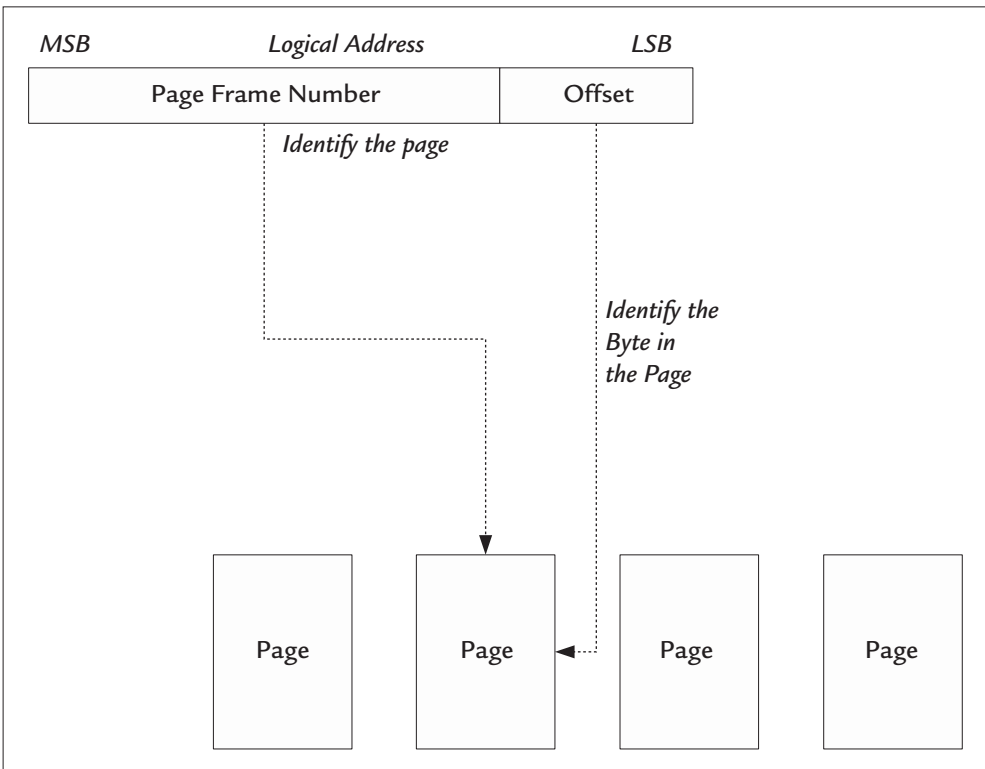 MSB Logical Address LSB
Page Frame Number Offset
Identify the page
Identify the
Byte in
the Page
Page Page Page Page